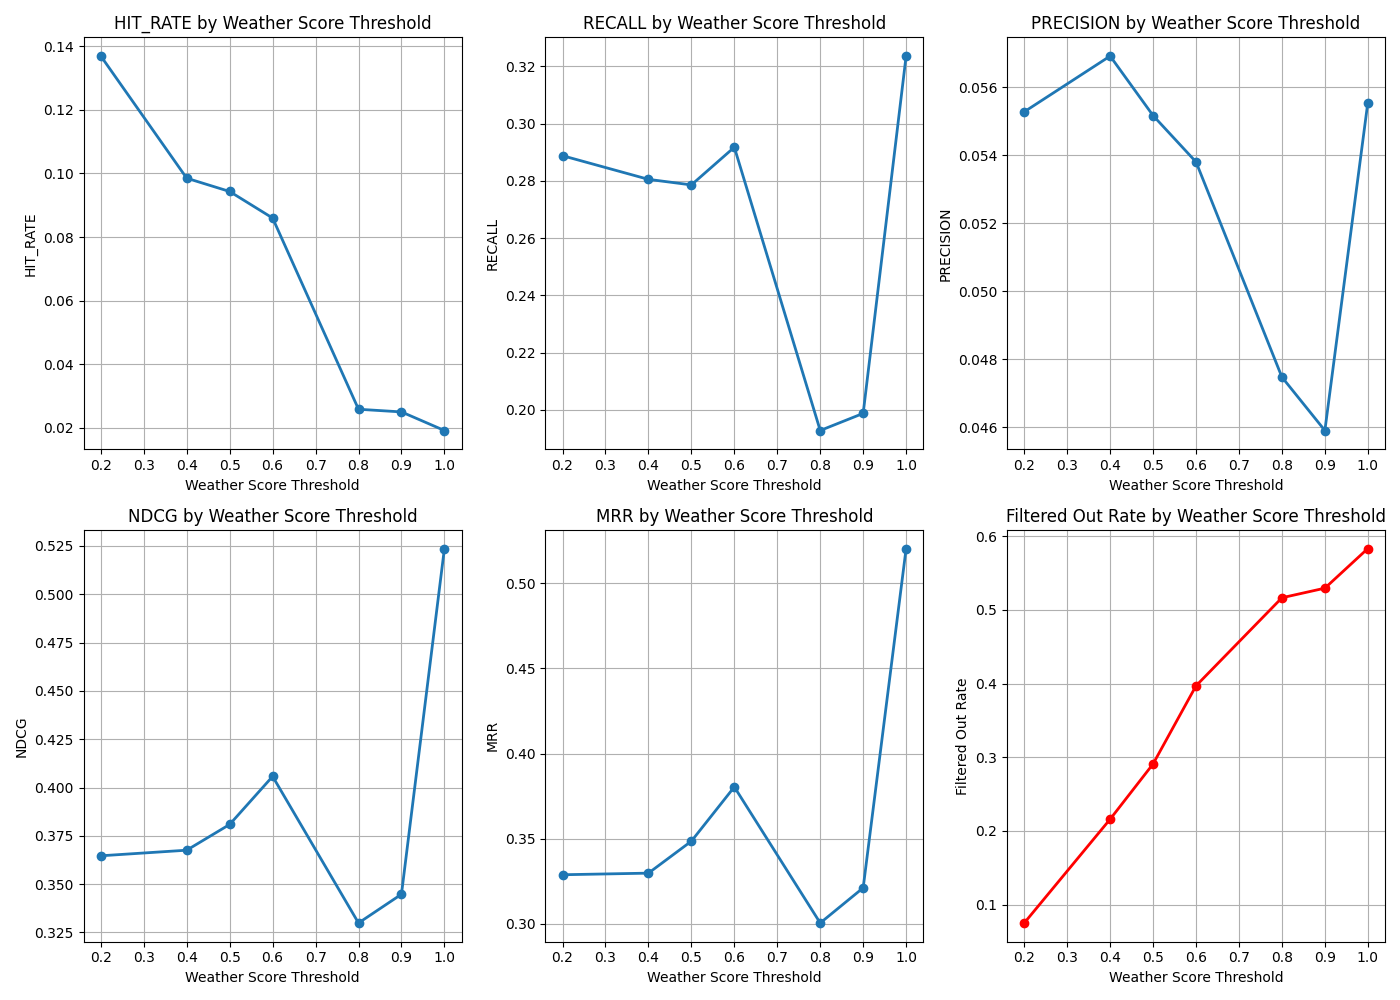 HIT_RATE by Weather Score Threshold
0.14
0.12
0.10
0.08
0.06
0.04
0.02
HIT_RATE
0.2 0.3 0.4 0.5 0.6 0.7 0.8 0.9 1.0
Weather Score Threshold
RECALL by Weather Score Threshold
0.32
0.30
0.28
0.26
0.24
0.22
0.20
RECALL
0.2 0.3 0.4 0.5 0.6 0.7 0.8 0.9 1.0
Weather Score Threshold
PRECISION by Weather Score Threshold
0.056
0.054
0.052
0.050
0.048
0.046
PRECISION
0.2 0.3 0.4 0.5 0.6 0.7 0.8 0.9 1.0
Weather Score Threshold
NDCG by Weather Score Threshold
0.525
0.500
0.475
0.450
0.425
0.400
0.375
0.350
0.325
NDCG
0.2 0.3 0.4 0.5 0.6 0.7 0.8 0.9 1.0
Weather Score Threshold
MRR by Weather Score Threshold
0.50
0.45
0.40
0.35
0.30
MRR
0.2 0.3 0.4 0.5 0.6 0.7 0.8 0.9 1.0
Weather Score Threshold
Filtered Out Rate by Weather Score Threshold
0.6
0.5
0.4
0.3
0.2
0.1
Filtered Out Rate
0.2 0.3 0.4 0.5 0.6 0.7 0.8 0.9 1.0
Weather Score Threshold